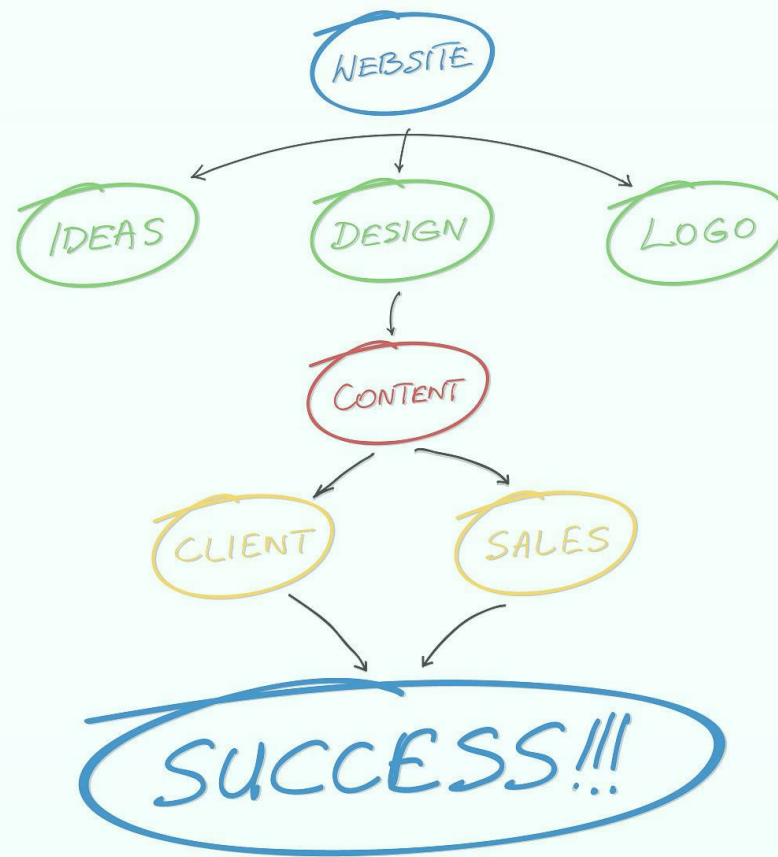 WEBSITE
IDEAS
DESIGN
LOGO
CONTENT
CLIENT
SALES
SUCCESS!!!